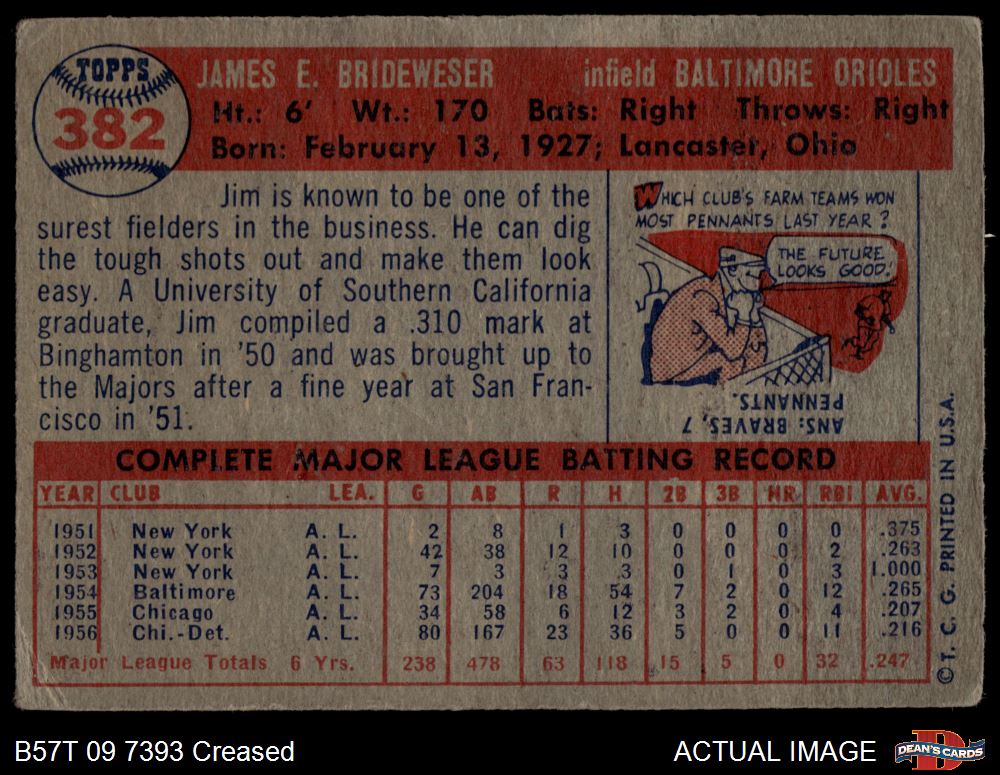 TOPPS
382
JAMES E. BRIDEWESER infield BALTIMORE ORIOLES
Ht.: 6' Wt.: 170 Bats: Right Throws: Right
Born: February 13, 1927; Lancaster, Ohio
Jim is known to be one of the
surest fielders in the business. He can dig
the tough shots out and make them look
easy. A University of Southern California
graduate, Jim compiled a .310 mark at
Binghamton in '50 and was brought up to
the Majors after a fine year at San Fran-
cisco in '51.
WHICH CLUB'S FARM TEAMS WON
MOST PENNANTS LAST YEAR?
THE FUTURE
LOOKS GOOD.
ANS: BRAVES, 7
PENNANTS.
COMPLETE MAJOR LEAGUE BATTING RECORD
YEAR CLUB LEA. G AB R H 2B 3B HR RBI AVG.
1951 New York A. L. 2 8 1 3 0 0 0 0 .375
1952 New York A. L. 42 38 12 10 0 0 0 2 .263
1953 New York A. L. 7 3 3 3 0 1 0 3 1.000
1954 Baltimore A. L. 73 204 18 54 7 2 0 12 .265
1955 Chicago A. L. 34 58 6 12 3 2 0 4 .207
1956 Chi.-Det. A. L. 80 167 23 36 5 0 0 11 .216
Major League Totals 6 Yrs. 238 478 63 118 15 5 0 32 .247
© T. C. G. PRINTED IN U.S.A.
B57T 09 7393 Creased
ACTUAL IMAGE
D
DEAN'S CARDS